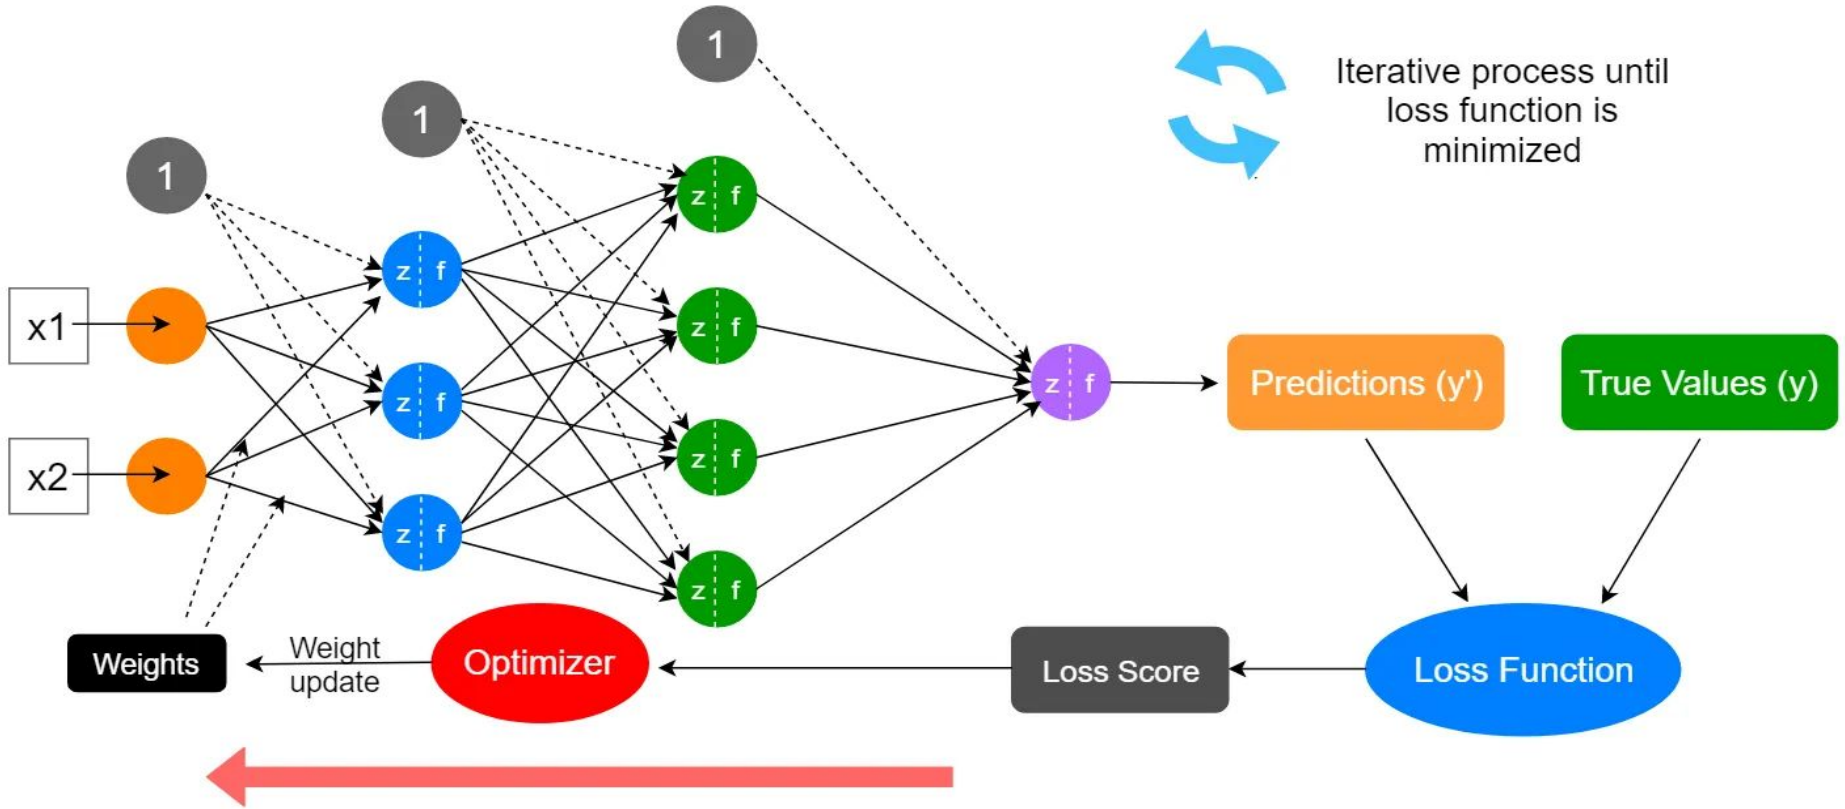 1
1
1
Iterative process until
loss function is
minimized
z f
z f
x1
z f
z f
z f
Predictions (y')
True Values (y)
z f
x2
z f
z f
z f
Weights
Weight
update
Optimizer
Loss Score
Loss Function